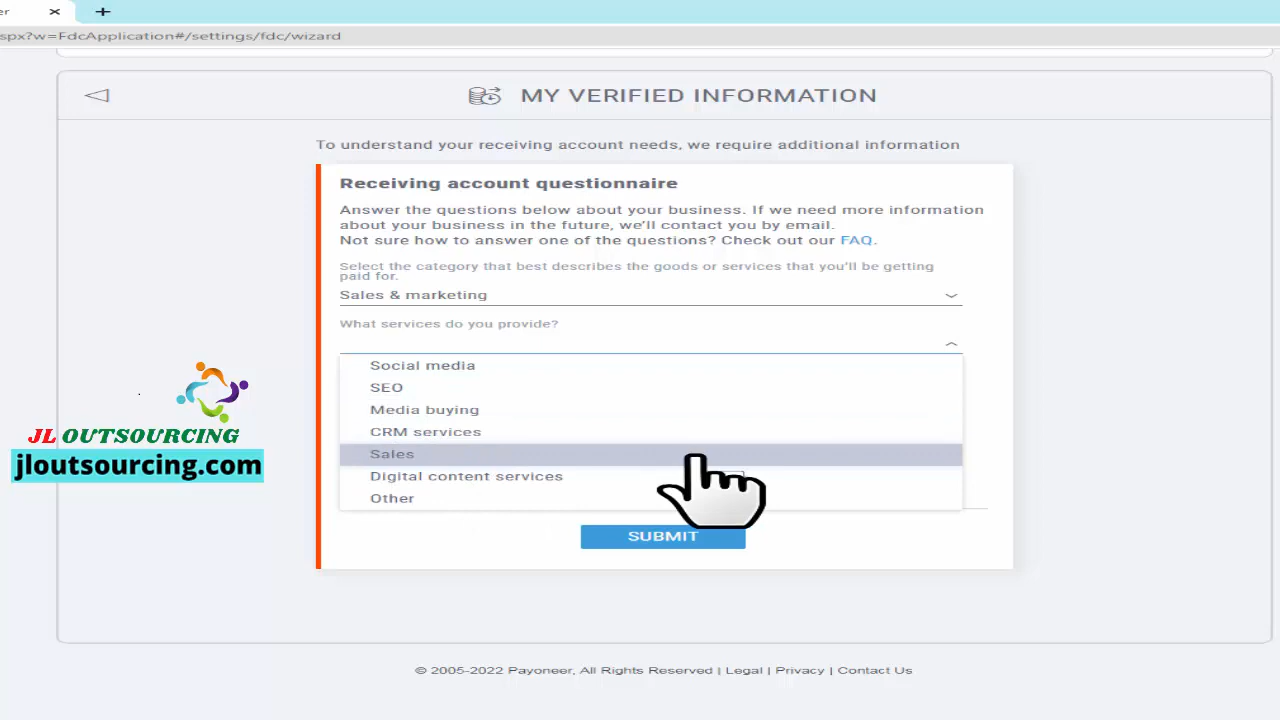 er
spx?w=FdcApplication#/settings/fdc/wizard
MY VERIFIED INFORMATION
To understand your receiving account needs, we require additional information
Receiving account questionnaire
Answer the questions below about your business. If we need more information
about your business in the future, we'll contact you by email.
Not sure how to answer one of the questions? Check out our FAQ.
Select the category that best describes the goods or services that you'll be getting
paid for.
Sales & marketing
What services do you provide?
Social media
SEO
Media buying
CRM services
Sales
Digital content services
Other
SUBMIT
JL OUTSOURCING
jloutsourcing.com
© 2005-2022 Payoneer, All Rights Reserved | Legal | Privacy | Contact Us